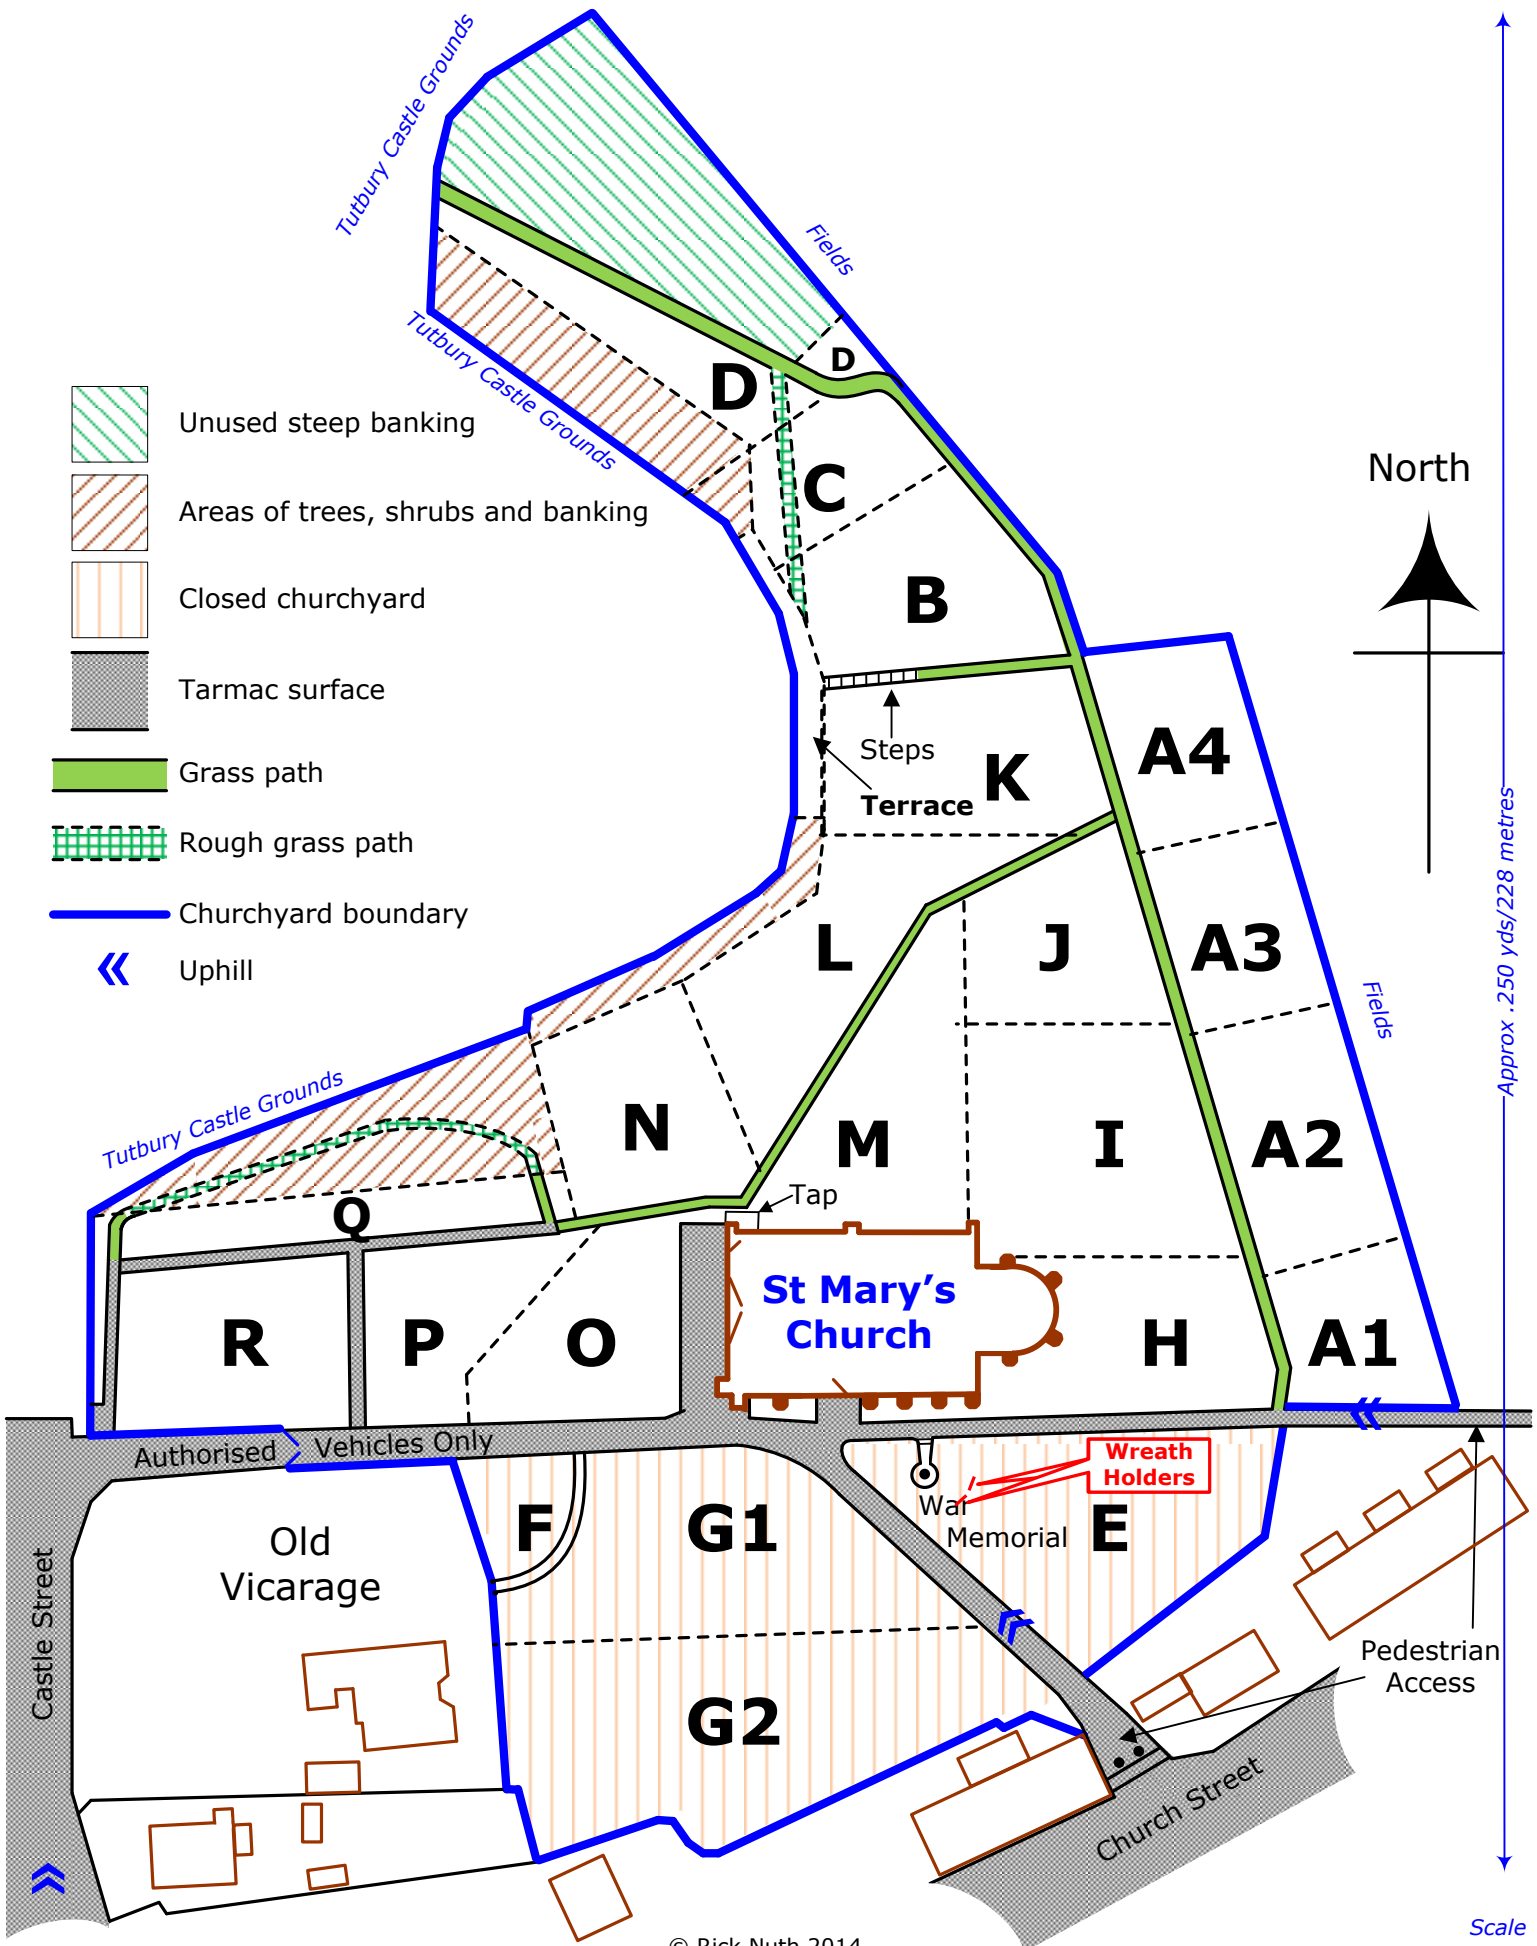 Tutbury Castle Grounds
Fields
Tutbury Castle Grounds
D
D
Unused steep banking
C
North
Areas of trees, shrubs and banking
Closed churchyard
B
Tarmac surface
Steps
A4
Grass path
K
Terrace
Rough grass path
Approx .250 yds/228 metres
Churchyard boundary
L
J
A3
Uphill
Fields
Tutbury Castle Grounds
N
M
I
A2
Tap
Q
St Mary's
Church
R
P
O
H
A1
Authorised
Vehicles Only
Wreath
Holders
War
Memorial
F
G1
E
Old
Vicarage
Castle Street
Pedestrian
Access
G2
Church Street
Scale
© Rick Nuth 2014